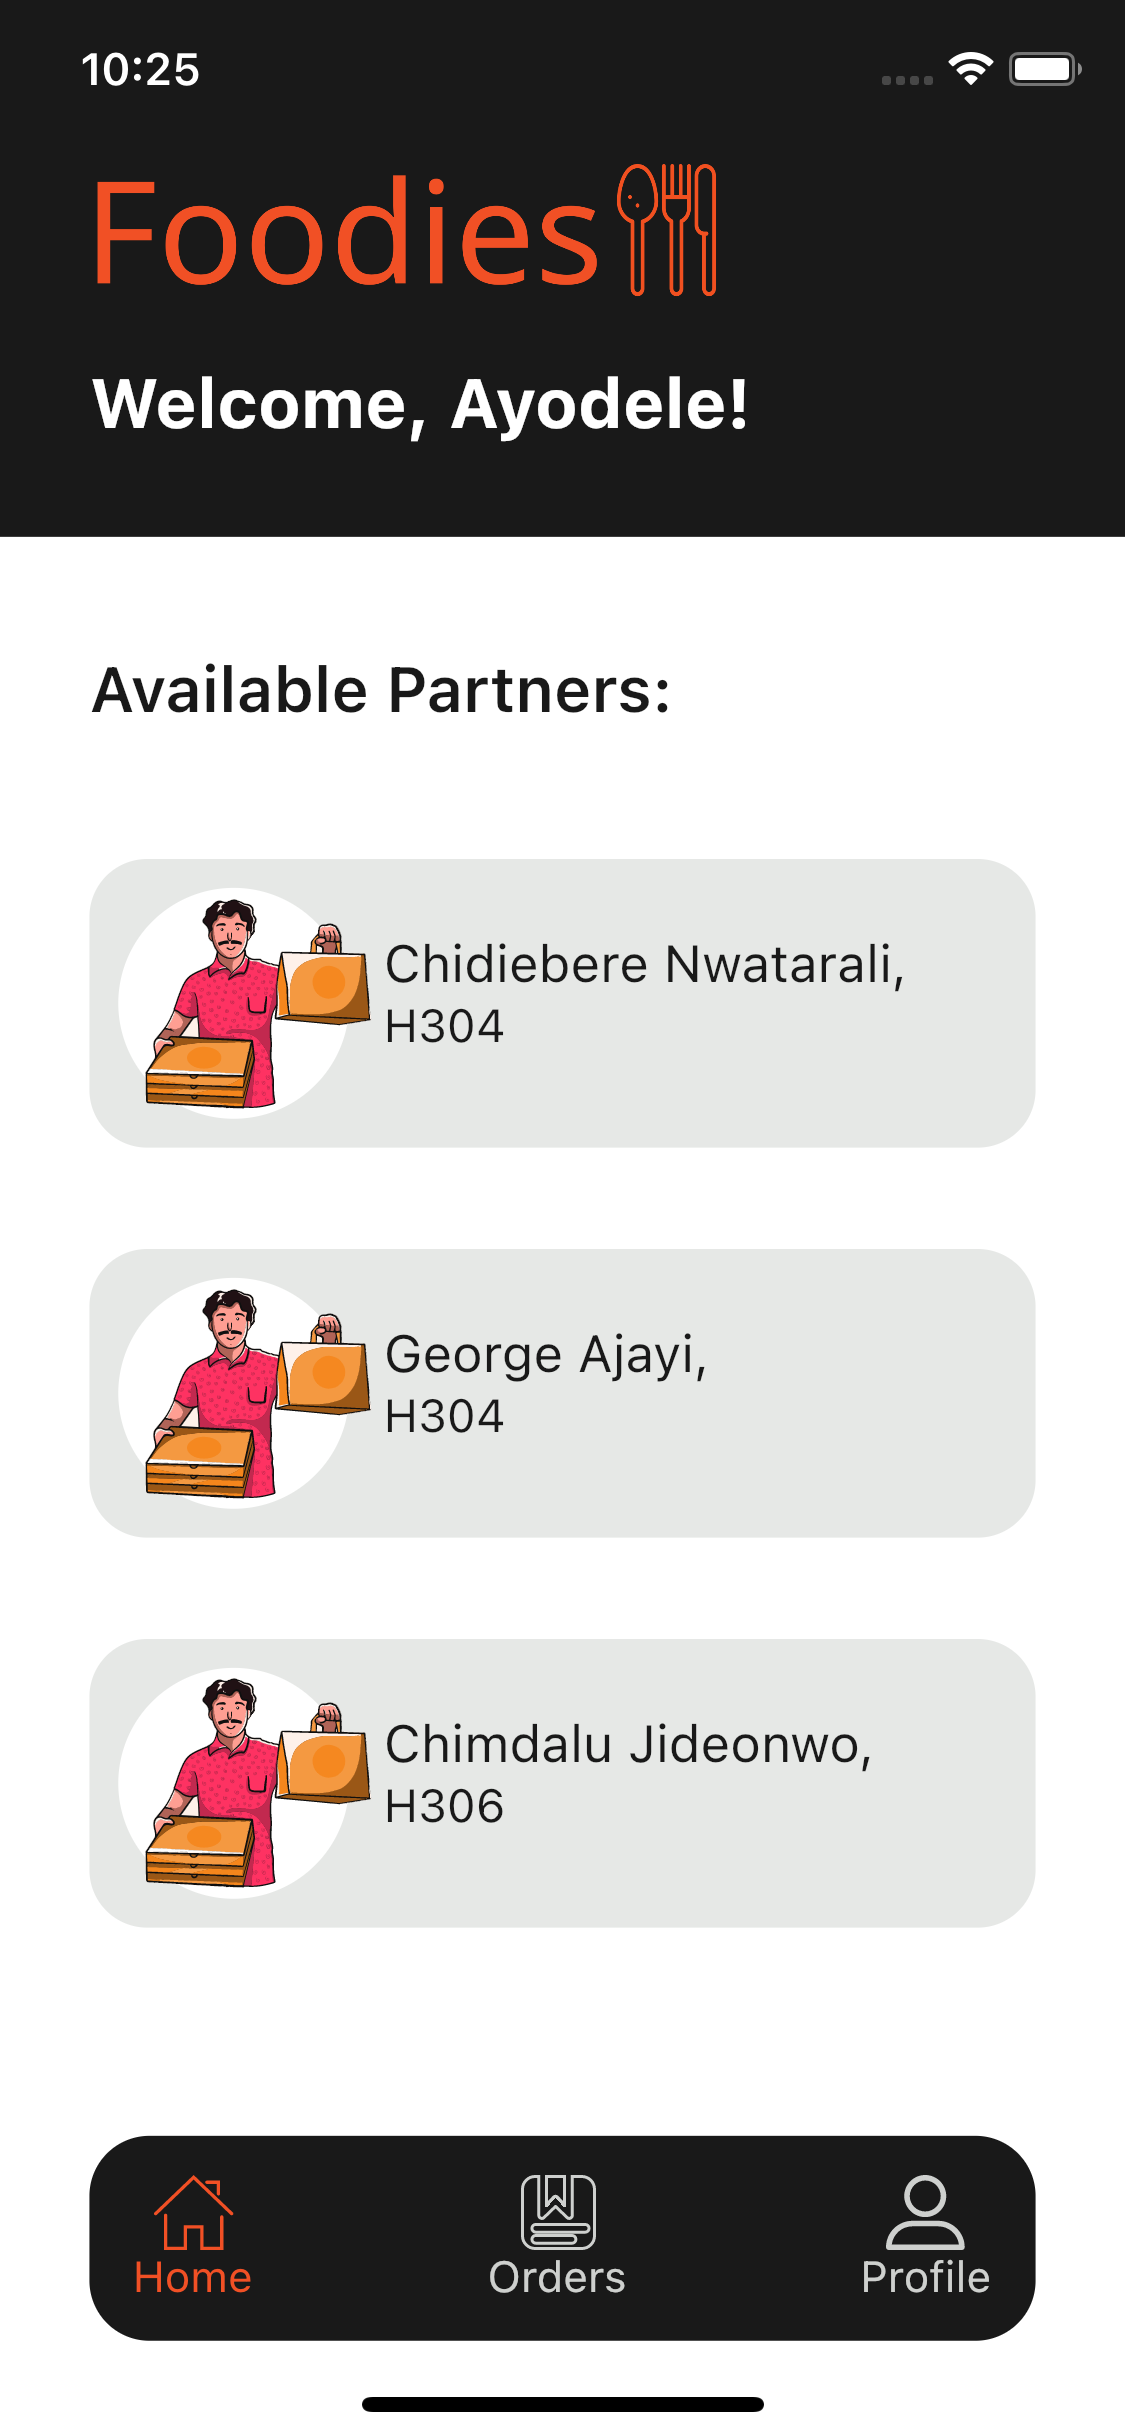 10:25
Foodies
Welcome, Ayodele!
Available Partners:
Chidiebere Nwatarali,
H304
George Ajayi,
H304
Chimdalu Jideonwo,
H306
Home
Orders
Profile